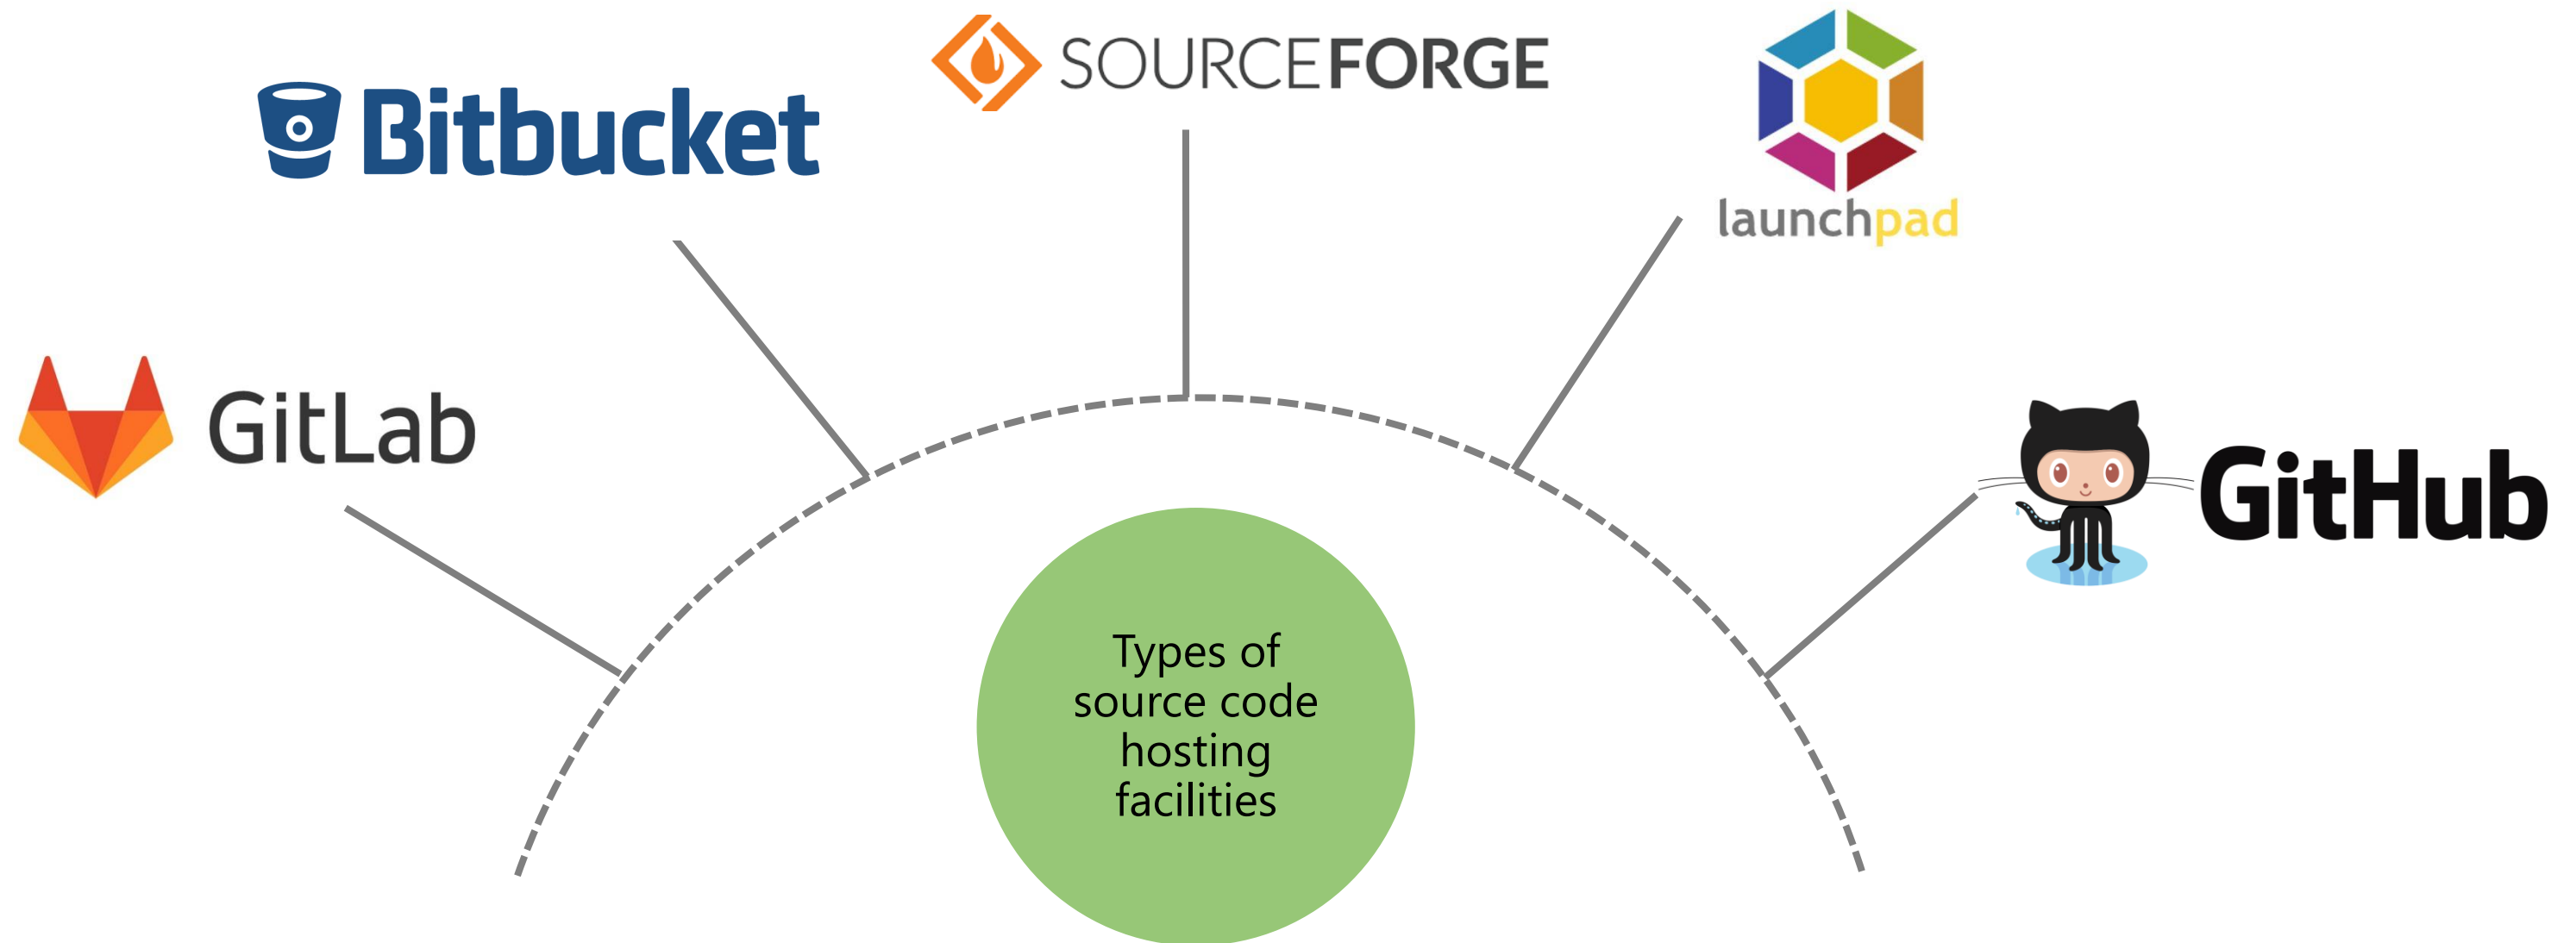 SOURCEFORGE
Bitbucket
launchpad
GitLab
GitHub
Types of
source code
hosting
facilities